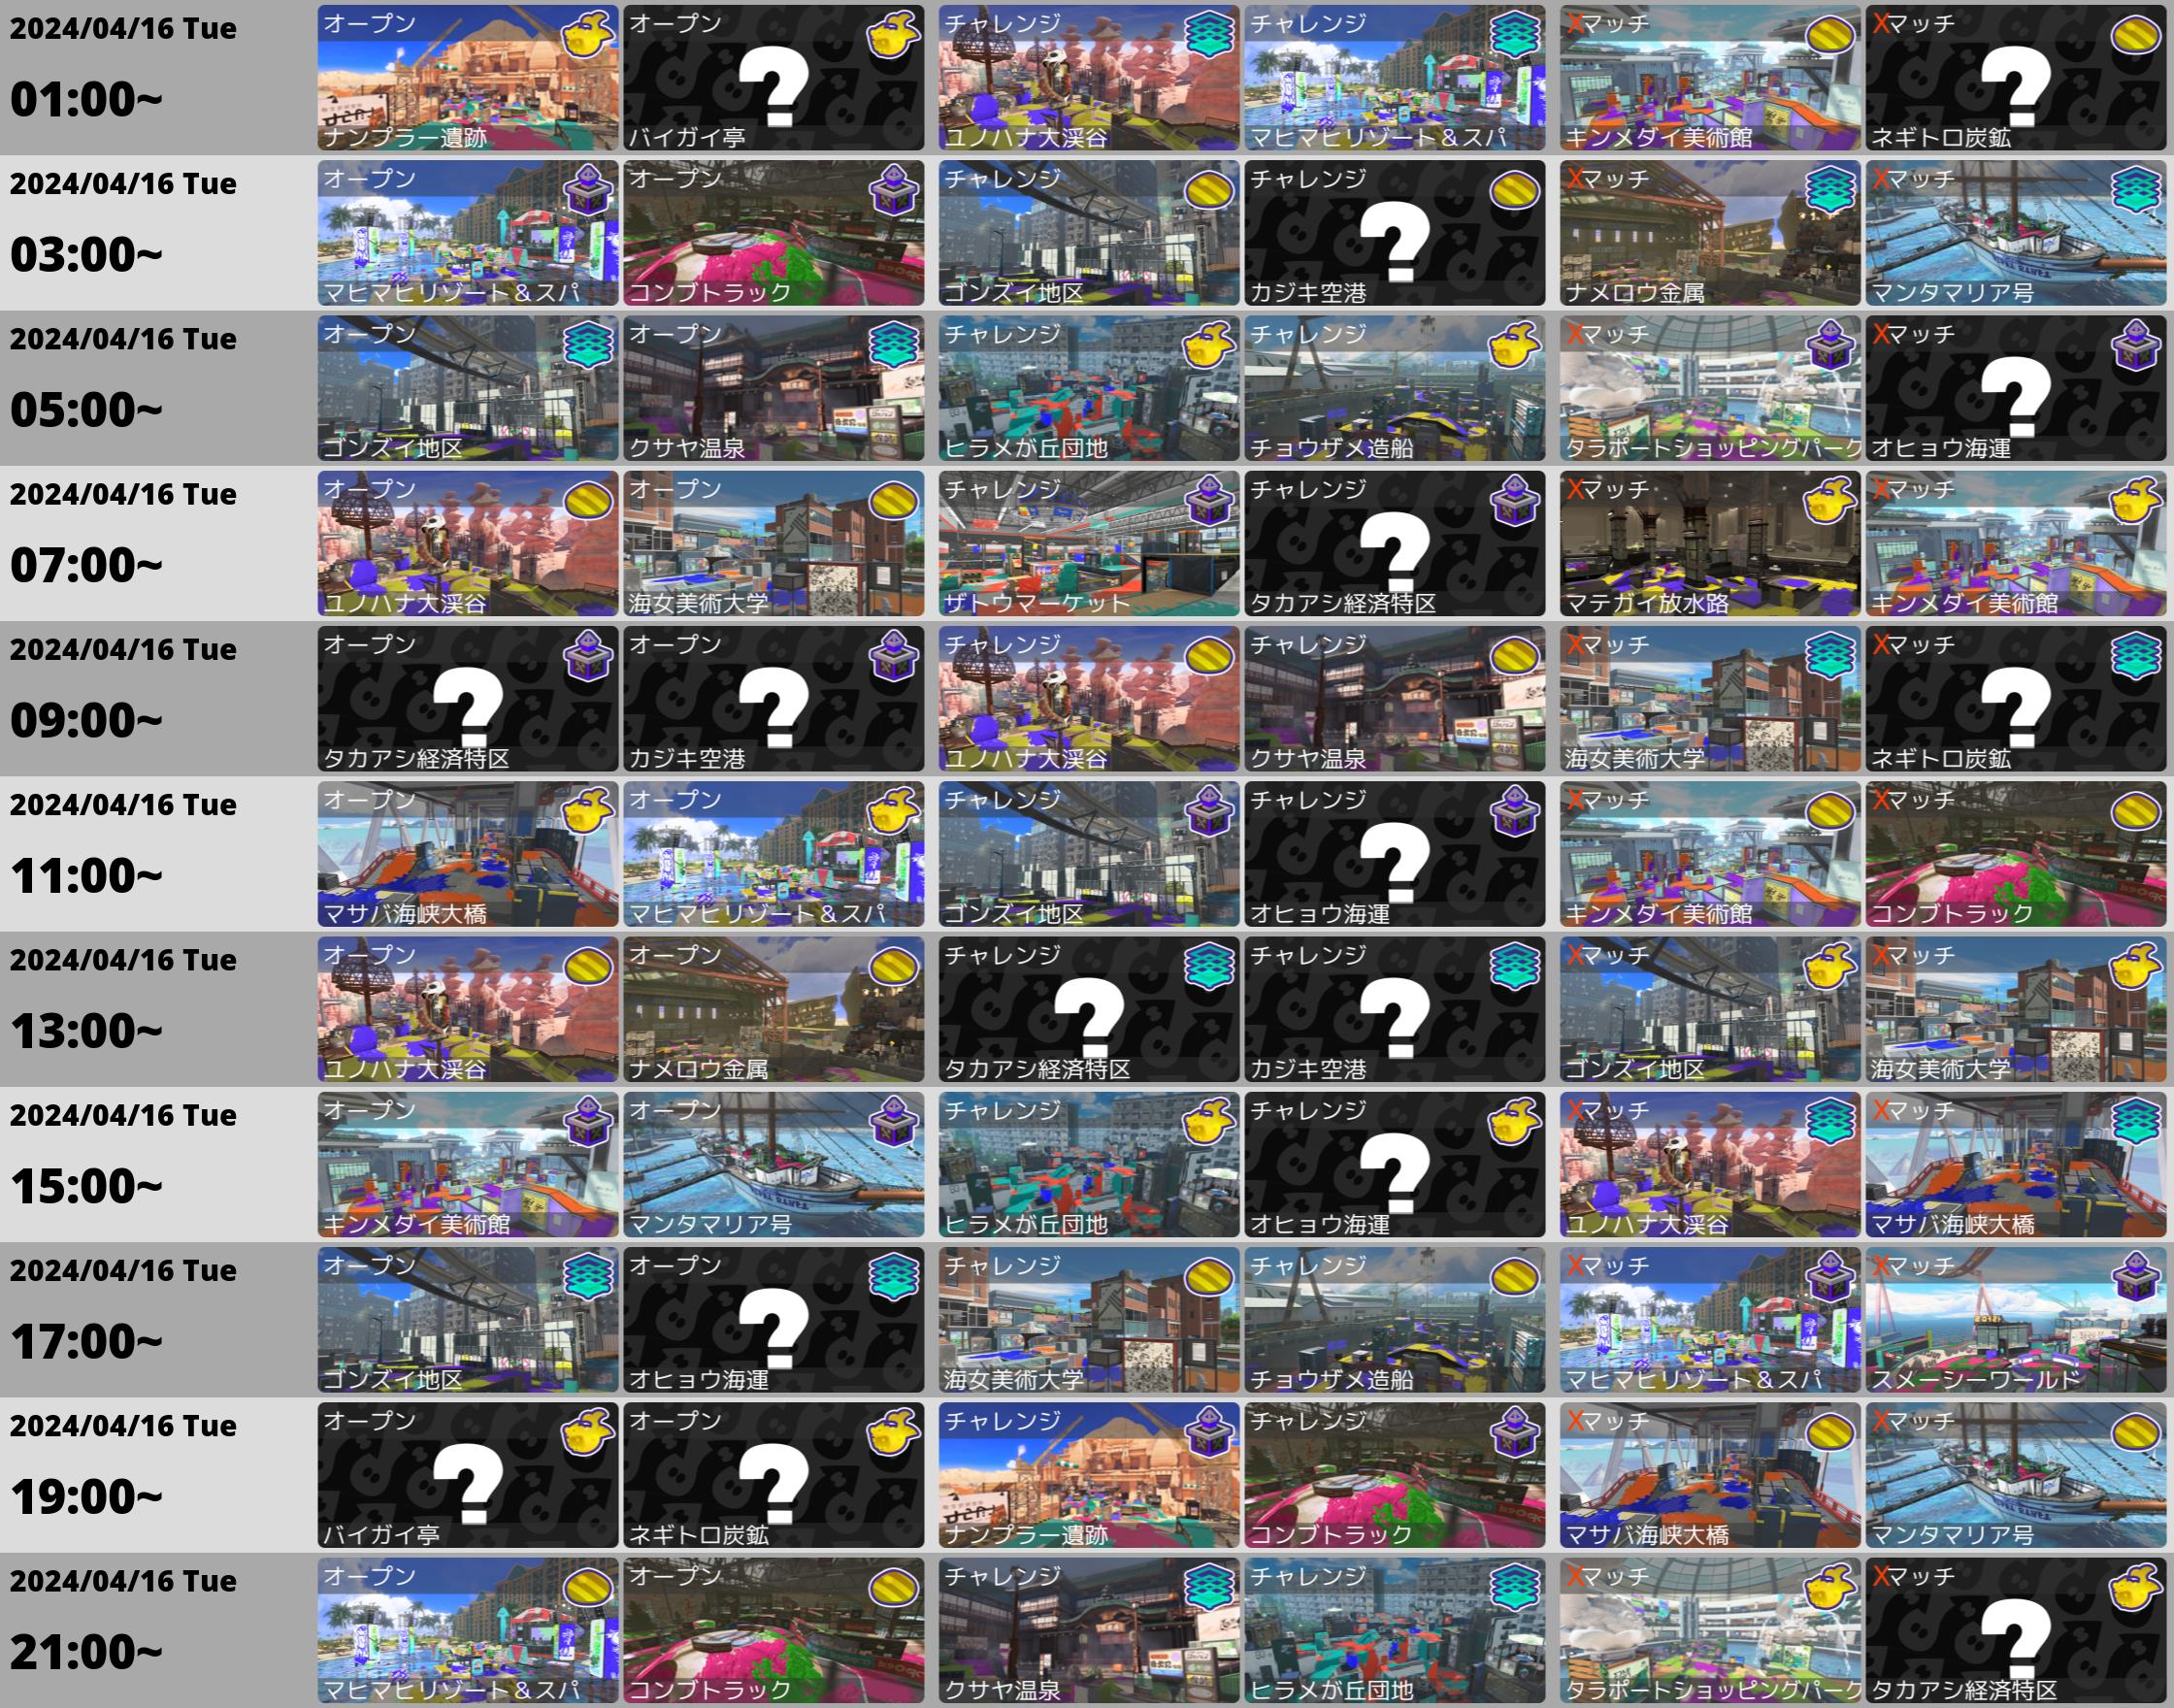 2024/04/16 Tue
01:00~
オープン
ナンプラー遺跡
オープン
バイガイ亭
チャレンジ
ユノハナ大渓谷
チャレンジ
マヒマヒリゾート＆スパ
Xマッチ
キンメダイ美術館
Xマッチ
ネギトロ炭鉱
2024/04/16 Tue
03:00~
オープン
マヒマヒリゾート＆スパ
オープン
コンブトラック
チャレンジ
ゴンズイ地区
チャレンジ
カジキ空港
Xマッチ
ナメロウ金属
Xマッチ
マンタマリア号
2024/04/16 Tue
05:00~
オープン
ゴンズイ地区
オープン
クサヤ温泉
チャレンジ
ヒラメが丘団地
チャレンジ
チョウザメ造船
Xマッチ
タラポートショッピングパーク
Xマッチ
オヒョウ海運
2024/04/16 Tue
07:00~
オープン
ユノハナ大渓谷
オープン
海女美術大学
チャレンジ
ザトウマーケット
チャレンジ
タカアシ経済特区
Xマッチ
マテガイ放水路
Xマッチ
キンメダイ美術館
2024/04/16 Tue
09:00~
オープン
タカアシ経済特区
オープン
カジキ空港
チャレンジ
ユノハナ大渓谷
チャレンジ
クサヤ温泉
Xマッチ
海女美術大学
Xマッチ
ネギトロ炭鉱
2024/04/16 Tue
11:00~
オープン
マサバ海峡大橋
オープン
マヒマヒリゾート＆スパ
チャレンジ
ゴンズイ地区
チャレンジ
オヒョウ海運
Xマッチ
キンメダイ美術館
Xマッチ
コンブトラック
2024/04/16 Tue
13:00~
オープン
ユノハナ大渓谷
オープン
ナメロウ金属
チャレンジ
タカアシ経済特区
チャレンジ
カジキ空港
Xマッチ
ゴンズイ地区
Xマッチ
海女美術大学
2024/04/16 Tue
15:00~
オープン
キンメダイ美術館
オープン
マンタマリア号
チャレンジ
ヒラメが丘団地
チャレンジ
オヒョウ海運
Xマッチ
ユノハナ大渓谷
Xマッチ
マサバ海峡大橋
2024/04/16 Tue
17:00~
オープン
ゴンズイ地区
オープン
オヒョウ海運
チャレンジ
海女美術大学
チャレンジ
チョウザメ造船
Xマッチ
マヒマヒリゾート＆スパ
Xマッチ
スメーシーワールド
2024/04/16 Tue
19:00~
オープン
バイガイ亭
オープン
ネギトロ炭鉱
チャレンジ
ナンプラー遺跡
チャレンジ
コンブトラック
Xマッチ
マサバ海峡大橋
Xマッチ
マンタマリア号
2024/04/16 Tue
21:00~
オープン
マヒマヒリゾート＆スパ
オープン
コンブトラック
チャレンジ
クサヤ温泉
チャレンジ
ヒラメが丘団地
Xマッチ
タラポートショッピングパーク
Xマッチ
タカアシ経済特区